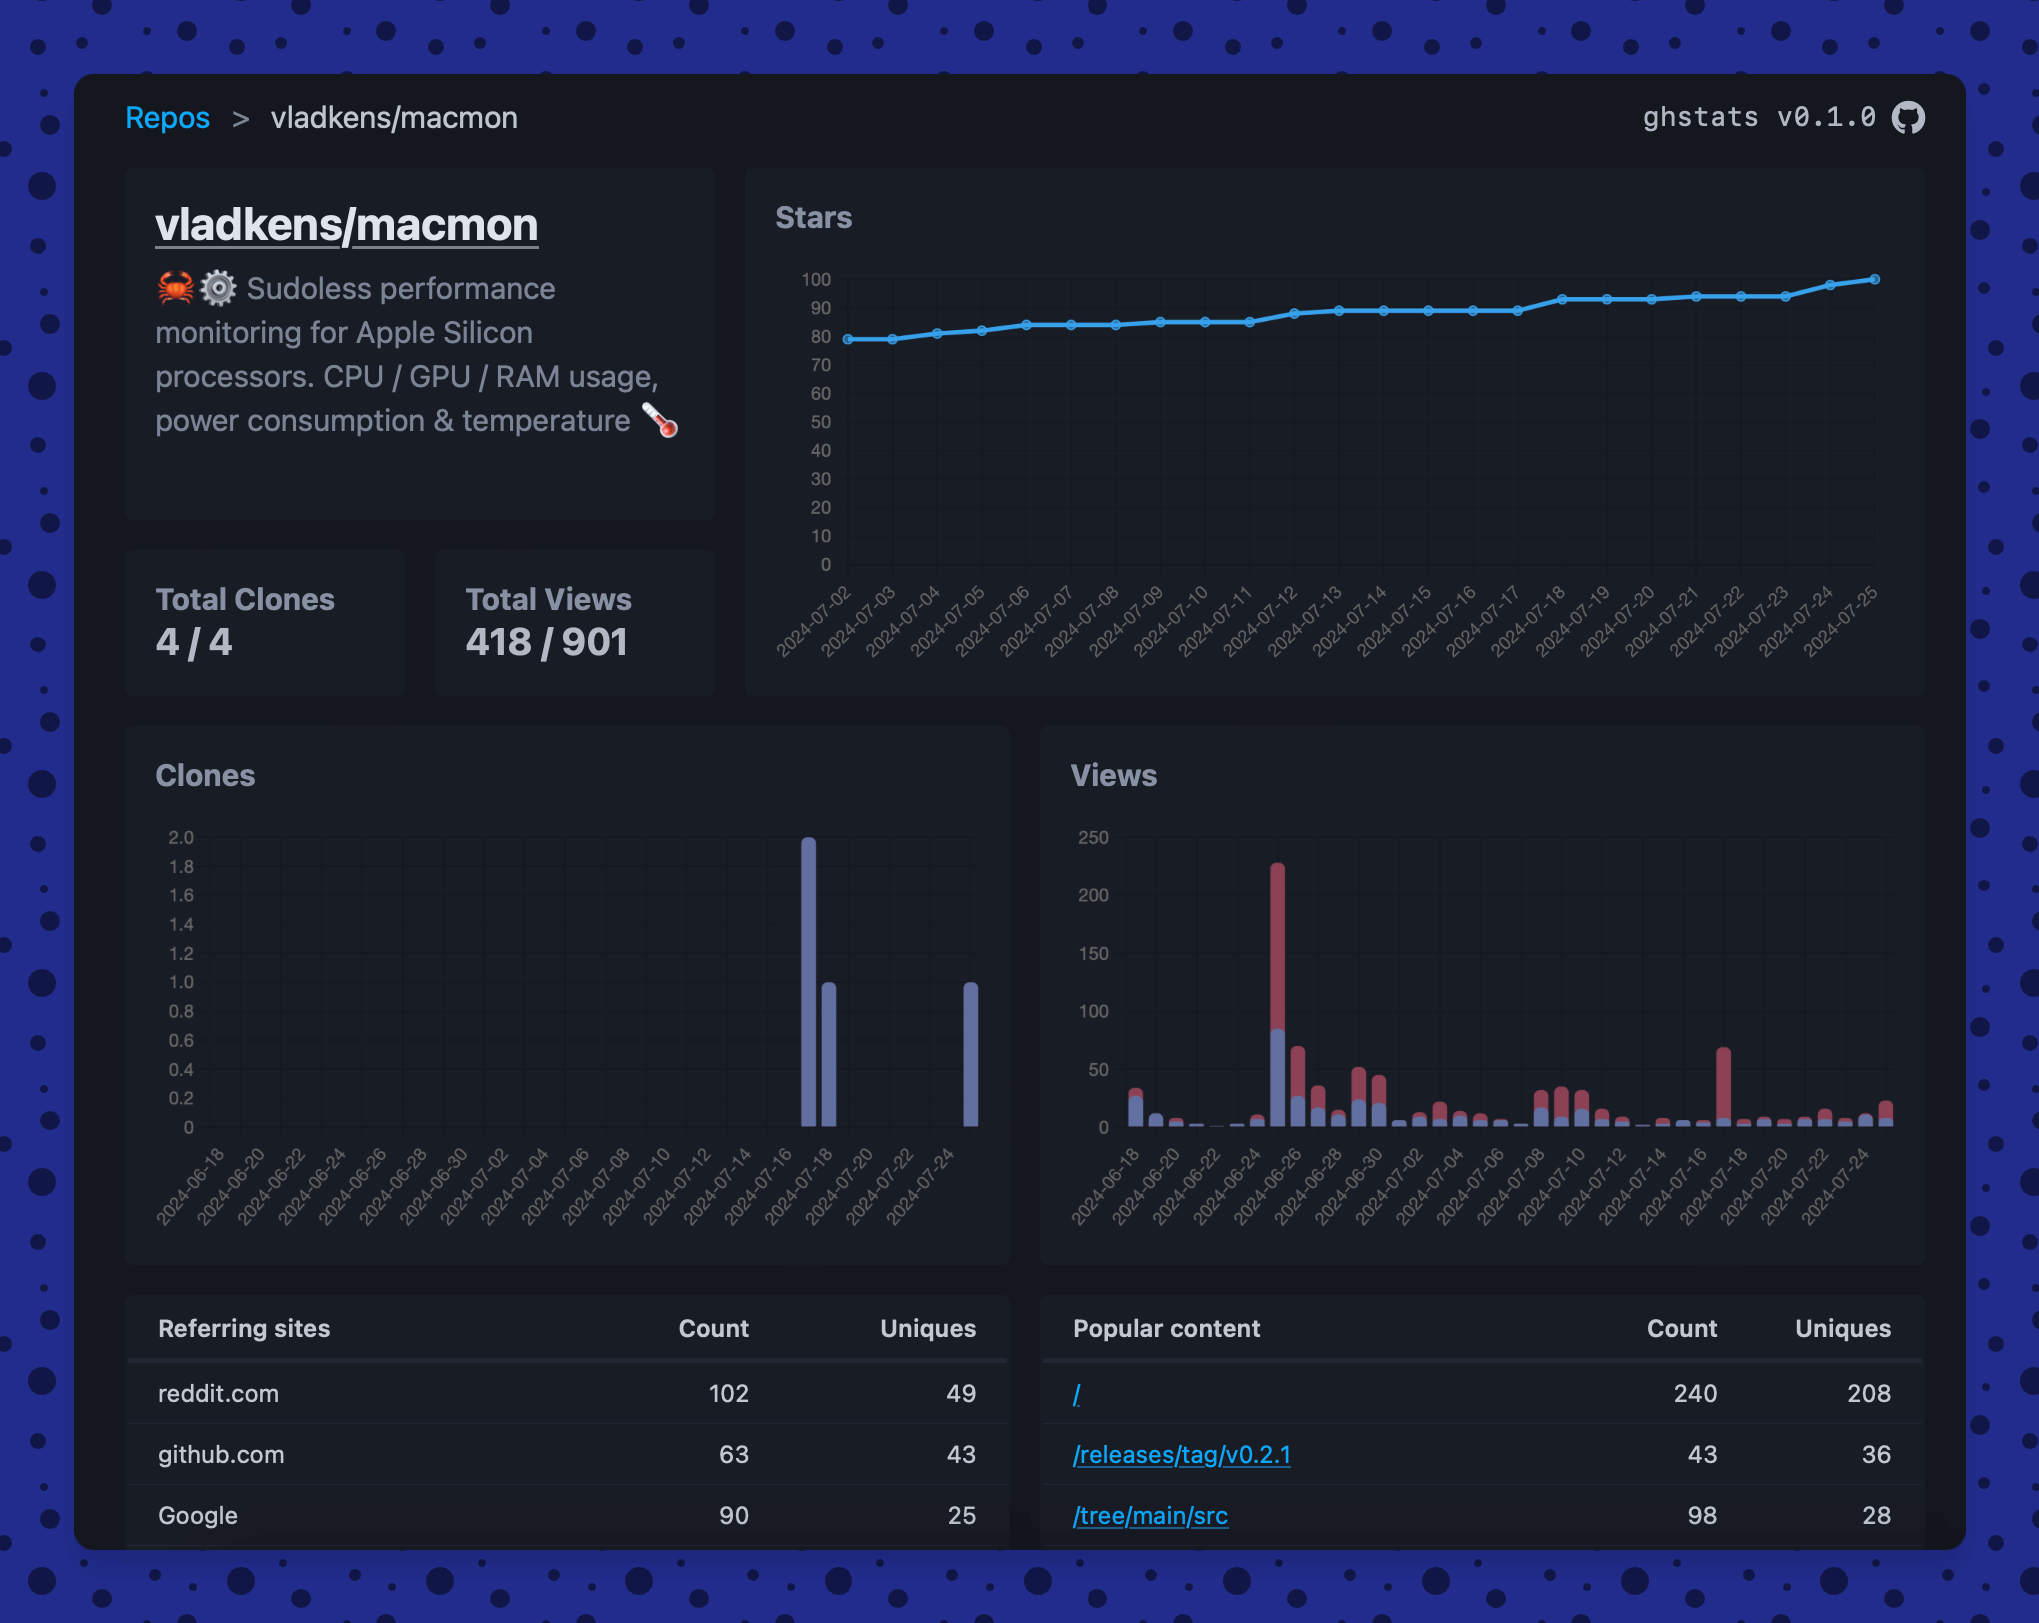 Repos > vladkens/macmon
ghstats v0.1.0
vladkens/macmon
🦀⚙️ Sudoless performance
monitoring for Apple Silicon
processors. CPU / GPU / RAM usage,
power consumption & temperature 🌡️
Total Clones
4 / 4
Total Views
418 / 901
Stars
100
90
80
70
60
50
40
30
20
10
0
2024-07-02 2024-07-03 2024-07-04 2024-07-05 2024-07-06 2024-07-07 2024-07-08 2024-07-09 2024-07-10 2024-07-11 2024-07-12 2024-07-13 2024-07-14 2024-07-15 2024-07-16 2024-07-17 2024-07-18 2024-07-19 2024-07-20 2024-07-21 2024-07-22 2024-07-23 2024-07-24 2024-07-25
Clones
2.0
1.8
1.6
1.4
1.2
1.0
0.8
0.6
0.4
0.2
0
2024-06-18 2024-06-20 2024-06-22 2024-06-24 2024-06-26 2024-06-28 2024-06-30 2024-07-02 2024-07-04 2024-07-06 2024-07-08 2024-07-10 2024-07-12 2024-07-14 2024-07-16 2024-07-18 2024-07-20 2024-07-22 2024-07-24
Views
250
200
150
100
50
0
2024-06-18 2024-06-20 2024-06-22 2024-06-24 2024-06-26 2024-06-28 2024-06-30 2024-07-02 2024-07-04 2024-07-06 2024-07-08 2024-07-10 2024-07-12 2024-07-14 2024-07-16 2024-07-18 2024-07-20 2024-07-22 2024-07-24
Referring sites Count Uniques
reddit.com 102 49
github.com 63 43
Google 90 25
Popular content Count Uniques
/ 240 208
/releases/tag/v0.2.1 43 36
/tree/main/src 98 28